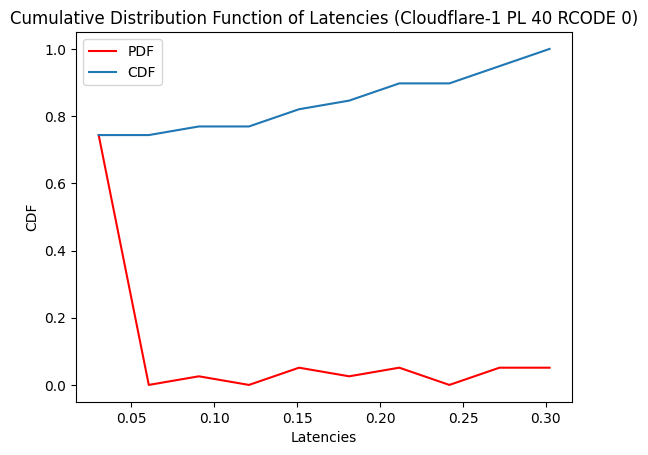 Cumulative Distribution Function of Latencies (Cloudflare-1 PL 40 RCODE 0)
PDF
CDF
1.0
0.8
0.6
0.4
0.2
0.0
CDF
0.05
0.10
0.15
0.20
0.25
0.30
Latencies